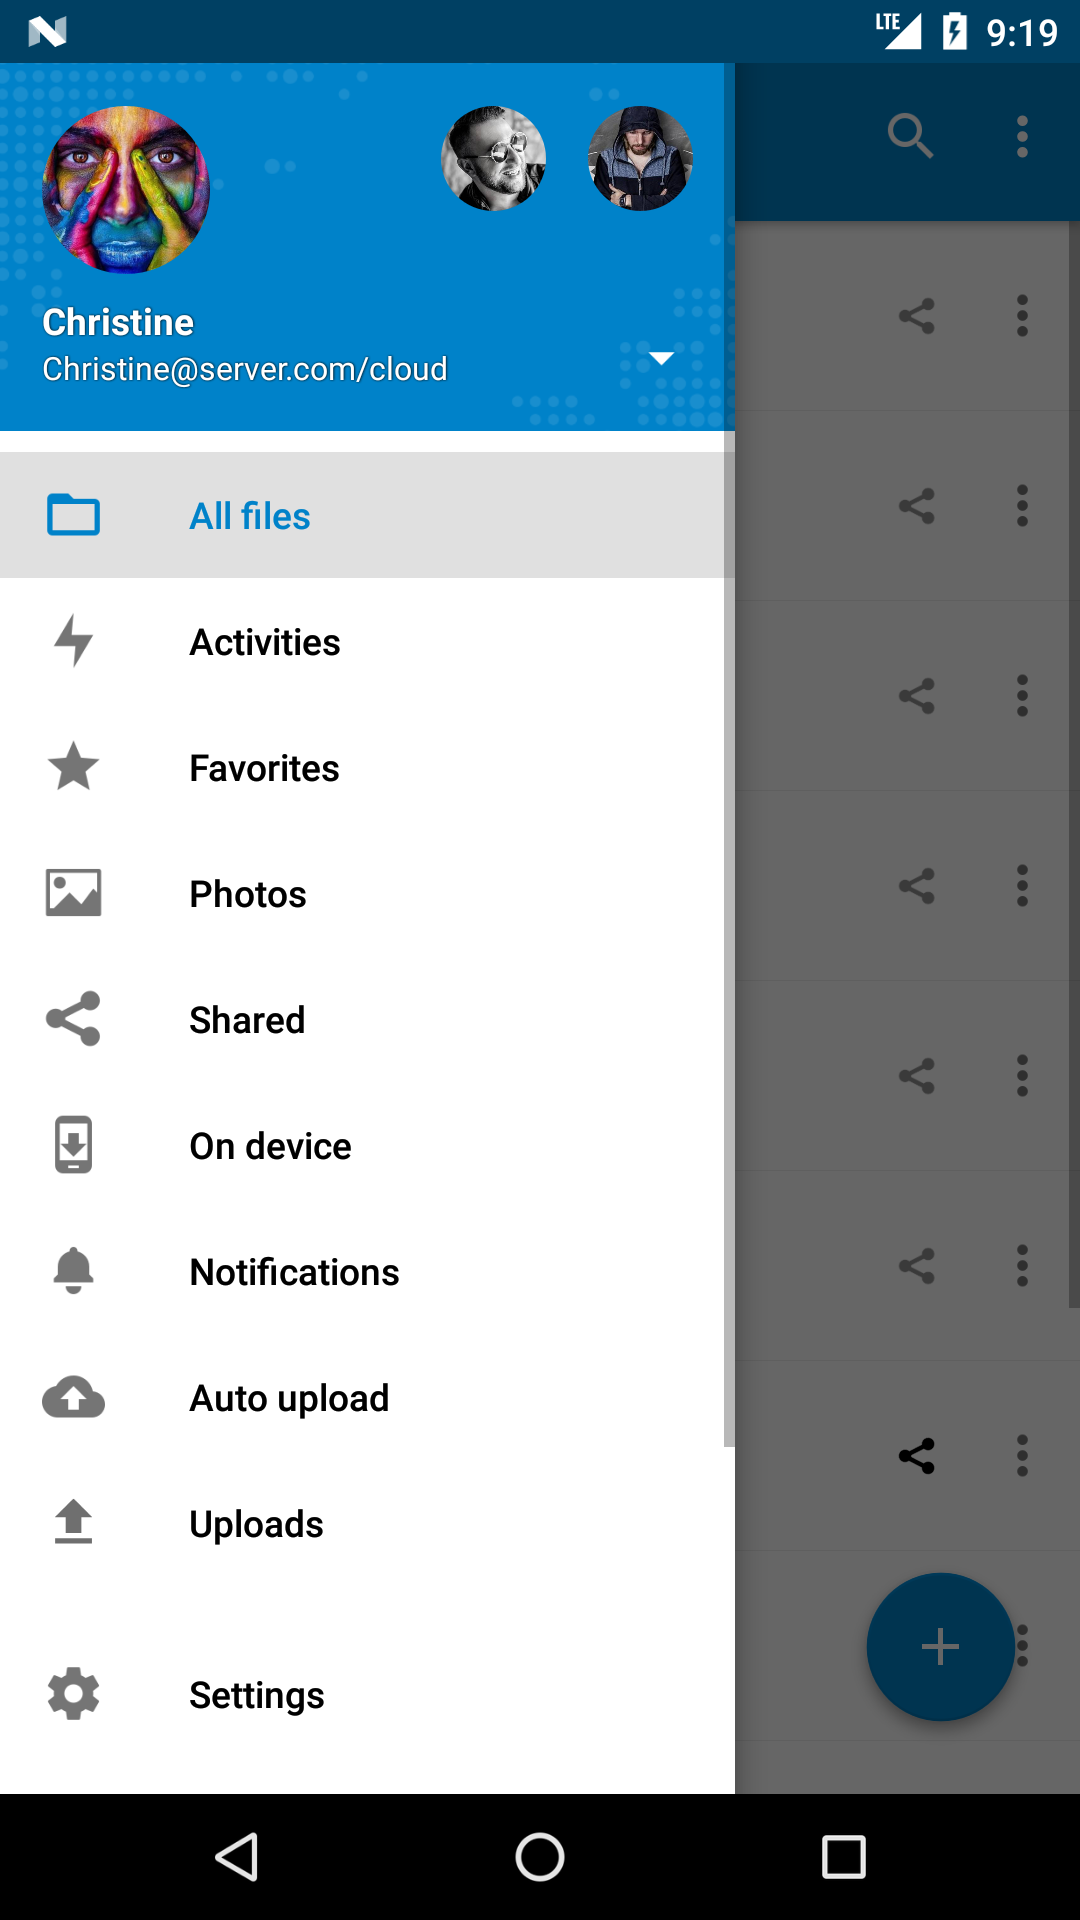 LTE 9:19
Christine
Christine@server.com/cloud
All files
Activities
Favorites
Photos
Shared
On device
Notifications
Auto upload
Uploads
Settings